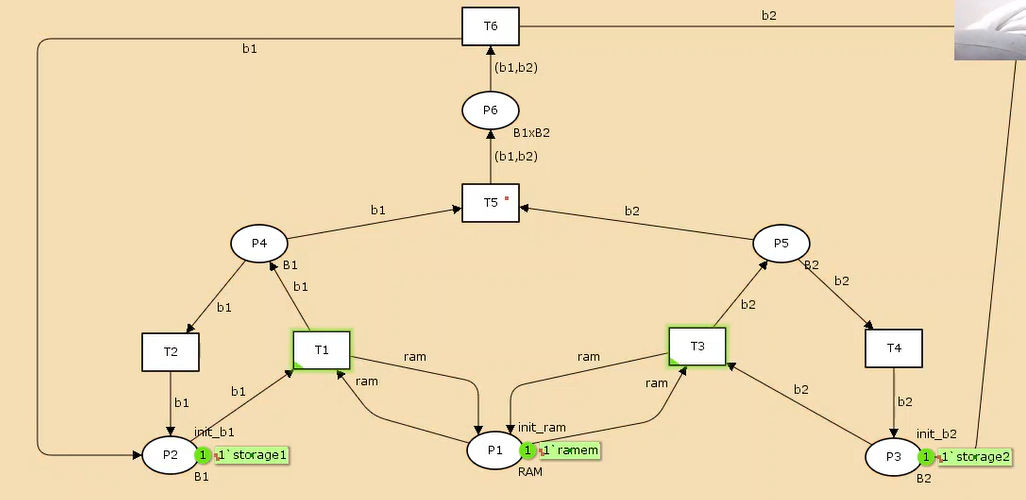 T6
b2
b1
(b1,b2)
P6
B1xB2
(b1,b2)
T5
b1
b2
P4
P5
B1
B2
b1
b2
b1
b2
T2
T1
T3
T4
ram
ram
ram
ram
b1
b1
b2
b2
init_b1
init_ram
init_b2
P2
1
1`storage1
P1
1
1`ramem
P3
1
1`storage2
B1
RAM
B2